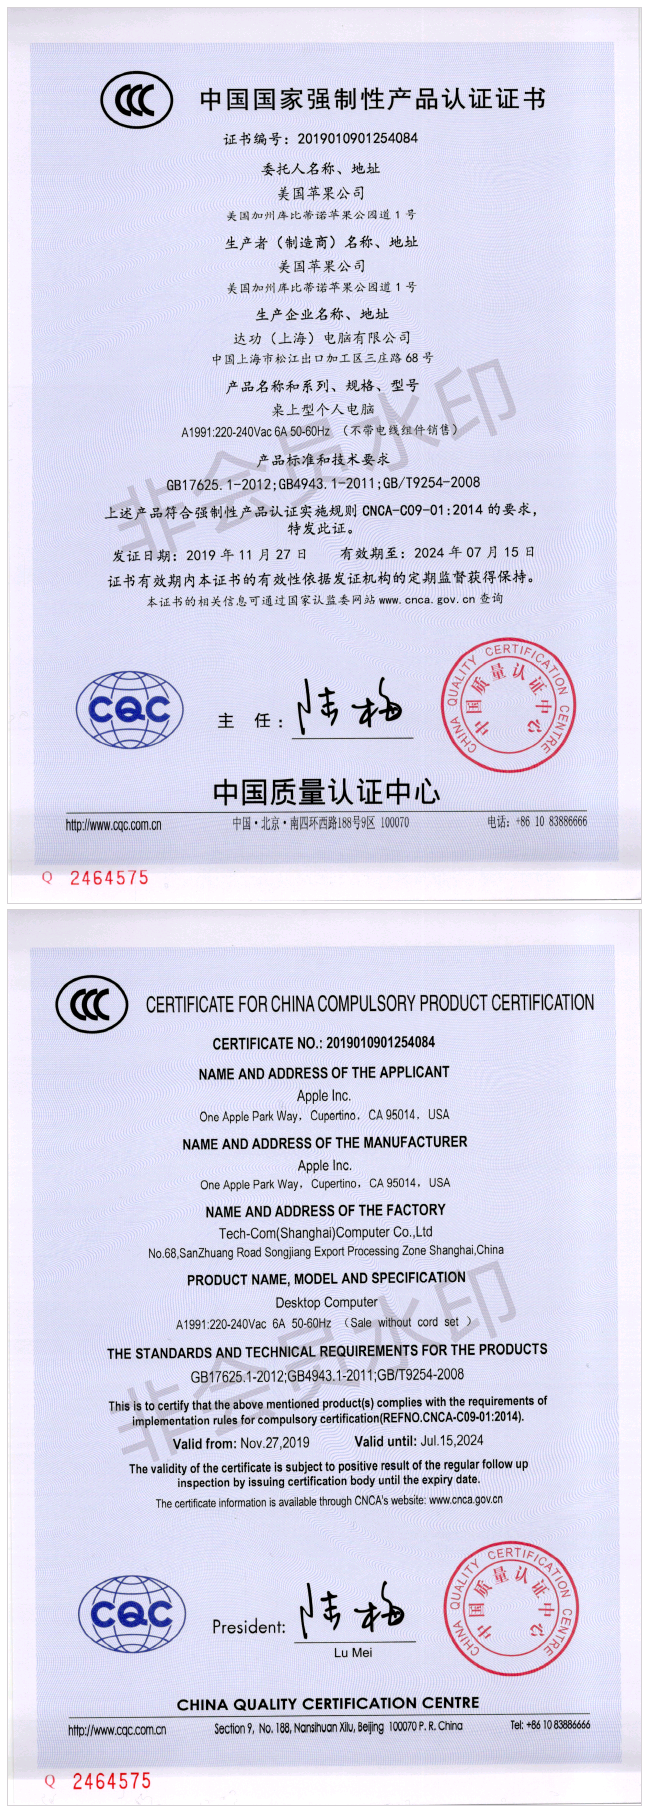 CCC 中国国家强制性产品认证证书
证书编号：2019010901254084
委托人名称、地址
美国苹果公司
美国加州库比蒂诺苹果公园道 1 号
生产者（制造商）名称、地址
美国苹果公司
美国加州库比蒂诺苹果公园道 1 号
生产企业名称、地址
达功（上海）电脑有限公司
中国上海市松江出口加工区三庄路 68 号
产品名称和系列、规格、型号
桌上型个人电脑
A1991:220-240Vac 6A 50-60Hz （不带电线组件销售）
产品标准和技术要求
GB17625.1-2012;GB4943.1-2011;GB/T9254-2008
上述产品符合强制性产品认证实施规则 CNCA-C09-01:2014 的要求，
特发此证。
发证日期：2019 年 11 月 27 日 有效期至：2024 年 07 月 15 日
证书有效期内本证书的有效性依据发证机构的定期监督获得保持。
本证书的相关信息可通过国家认监委网站 www.cnca.gov.cn 查询
非会员水印
CQC
主 任：陆梅
CHINA QUALITY CERTIFICATION CENTRE
中国质量认证中心
中国质量认证中心
http://www.cqc.com.cn 中国·北京·南四环西路188号9区 100070 电话：+86 10 83886666
Q 2464575
CCC CERTIFICATE FOR CHINA COMPULSORY PRODUCT CERTIFICATION
CERTIFICATE NO.: 2019010901254084
NAME AND ADDRESS OF THE APPLICANT
Apple Inc.
One Apple Park Way，Cupertino，CA 95014，USA
NAME AND ADDRESS OF THE MANUFACTURER
Apple Inc.
One Apple Park Way，Cupertino，CA 95014，USA
NAME AND ADDRESS OF THE FACTORY
Tech-Com(Shanghai)Computer Co.,Ltd
No.68,SanZhuang Road Songjiang Export Processing Zone Shanghai,China
PRODUCT NAME, MODEL AND SPECIFICATION
Desktop Computer
A1991:220-240Vac 6A 50-60Hz （Sale without cord set ）
THE STANDARDS AND TECHNICAL REQUIREMENTS FOR THE PRODUCTS
GB17625.1-2012;GB4943.1-2011;GB/T9254-2008
This is to certify that the above mentioned product(s) complies with the requirements of
implementation rules for compulsory certification(REFNO.CNCA-C09-01:2014).
Valid from: Nov.27,2019 Valid until: Jul.15,2024
The validity of the certificate is subject to positive result of the regular follow up
inspection by issuing certification body until the expiry date.
The certificate information is available through CNCA's website: www.cnca.gov.cn
非会员水印
CQC
President: 陆梅
Lu Mei
CHINA QUALITY CERTIFICATION CENTRE
中国质量认证中心
CHINA QUALITY CERTIFICATION CENTRE
http://www.cqc.com.cn Section 9, No. 188, Nansihuan Xilu, Beijing 100070 P. R. China Tel: +86 10 83886666
Q 2464575